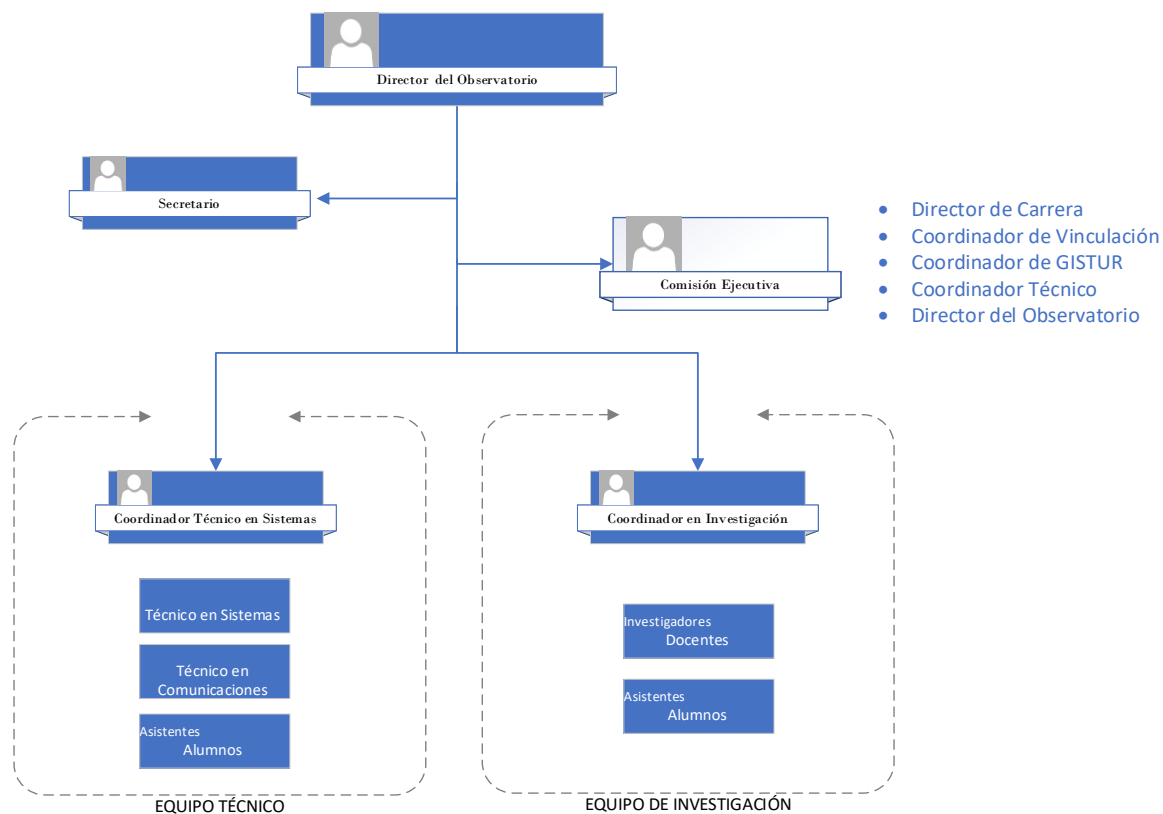 Director del Observatorio
Secretario
Comisión Ejecutiva
• Director de Carrera
• Coordinador de Vinculación
• Coordinador de GISTUR
• Coordinador Técnico
• Director del Observatorio
Coordinador Técnico en Sistemas
Técnico en Sistemas
Técnico en
Comunicaciones
Asistentes
Alumnos
EQUIPO TÉCNICO
Coordinador en Investigación
Investigadores
Docentes
Asistentes
Alumnos
EQUIPO DE INVESTIGACIÓN